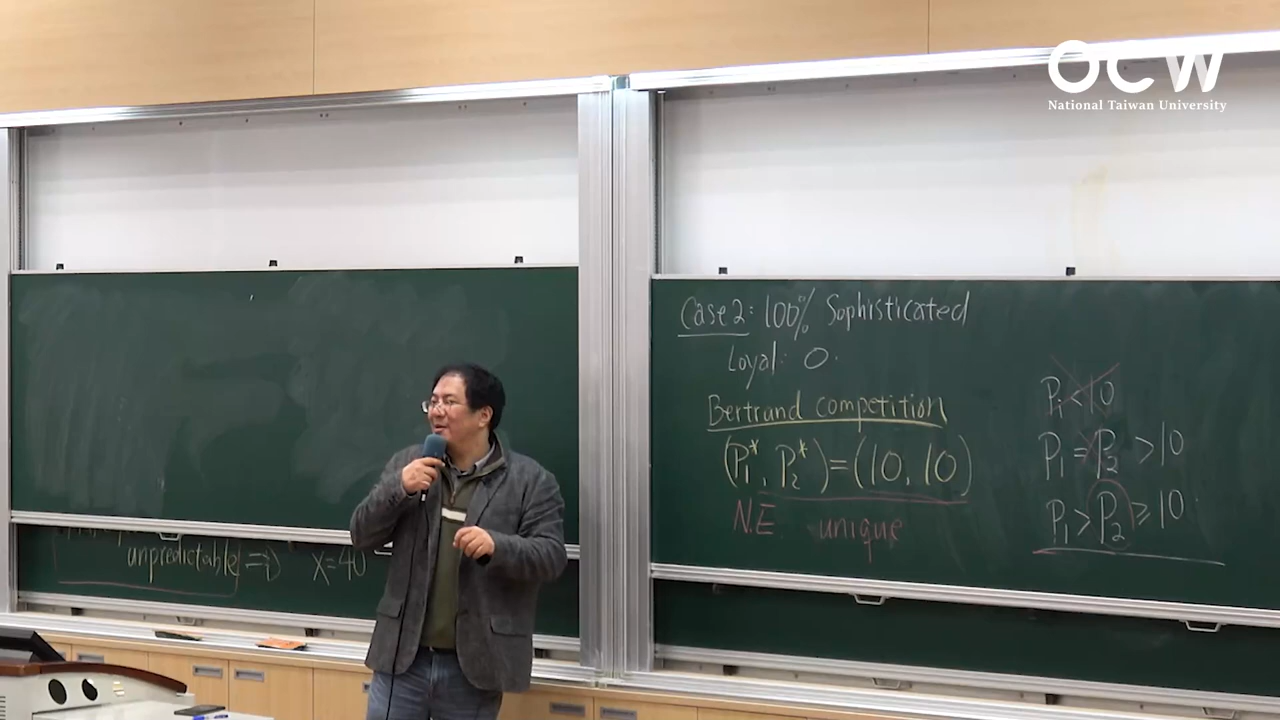 OCW
National Taiwan University
unpredictable => x=40
Case 2: 100% Sophisticated
Loyal: 0.
Bertrand competition
(P₁*, P₂*)=(10, 10)
N.E unique
Pᵢ<10
P₁=P₂>10
P₁>P₂≥10